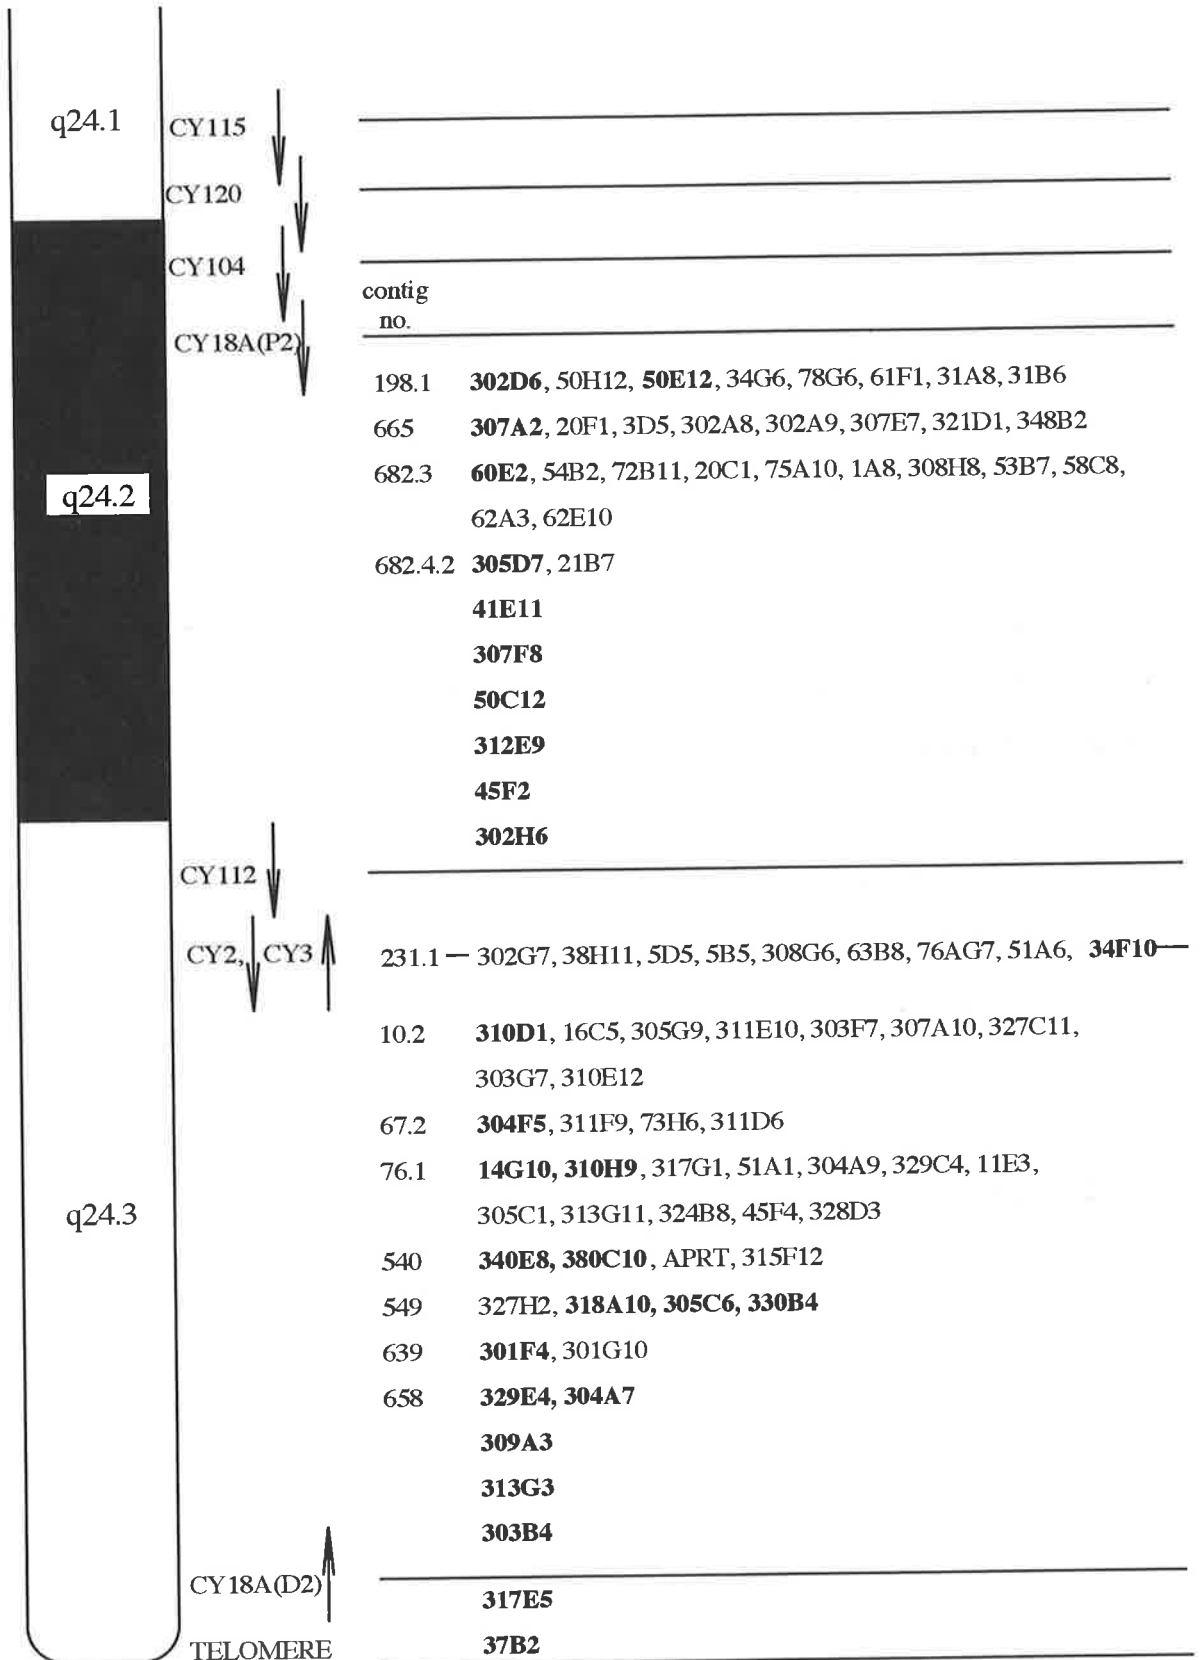 q24.1
CY115
CY120
CY104
contig
no.
CY18A(P2)
198.1 302D6, 50H12, 50E12, 34G6, 78G6, 61F1, 31A8, 31B6
665 307A2, 20F1, 3D5, 302A8, 302A9, 307E7, 321D1, 348B2
682.3 60E2, 54B2, 72B11, 20C1, 75A10, 1A8, 308H8, 53B7, 58C8,
q24.2
62A3, 62E10
682.4.2 305D7, 21B7
41E11
307F8
50C12
312E9
45F2
302H6
CY112
CY2, CY3
231.1 302G7, 38H11, 5D5, 5B5, 308G6, 63B8, 76AG7, 51A6, 34F10
10.2 310D1, 16C5, 305G9, 311E10, 303F7, 307A10, 327C11,
303G7, 310E12
67.2 304F5, 311F9, 73H6, 311D6
76.1 14G10, 310H9, 317G1, 51A1, 304A9, 329C4, 11E3,
q24.3
305C1, 313G11, 324B8, 45F4, 328D3
540 340E8, 380C10, APRT, 315F12
549 327H2, 318A10, 305C6, 330B4
639 301F4, 301G10
658 329E4, 304A7
309A3
313G3
303B4
CY18A(D2)
317E5
TELOMERE 37B2